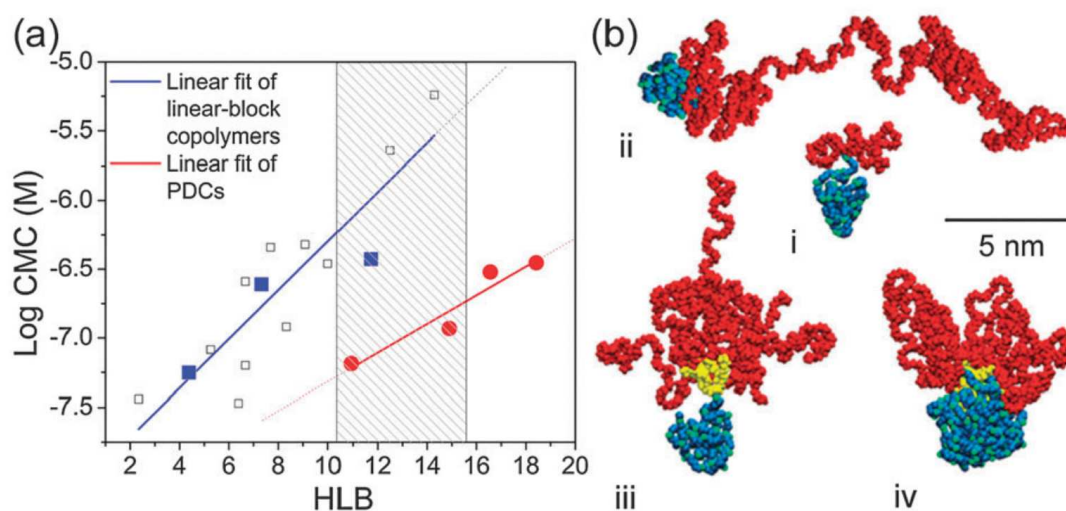 (a)
-5.0
-5.5
-6.0
-6.5
-7.0
-7.5
Log CMC (M)
Linear fit of
linear-block
copolymers
Linear fit of
PDCs
2 4 6 8 10 12 14 16 18 20
HLB
(b)
ii
i
5 nm
iii
iv